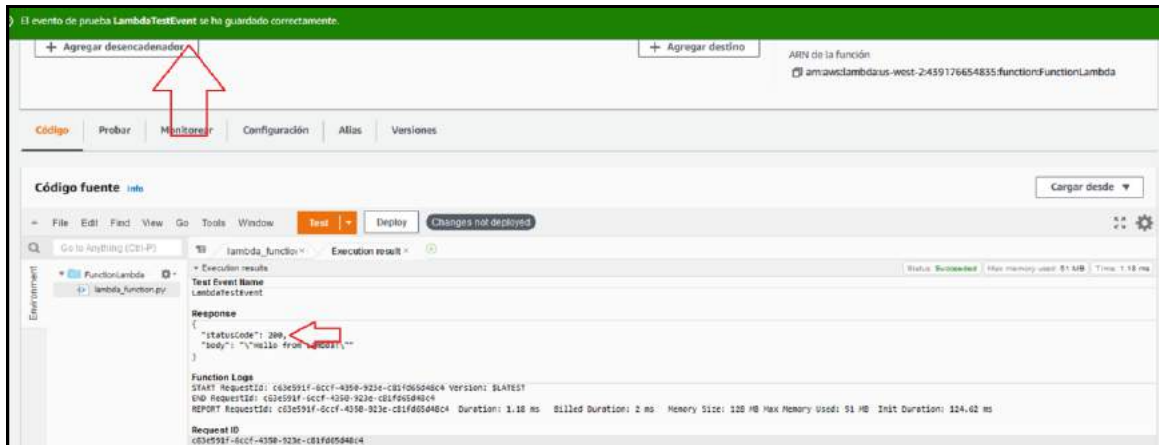 El evento de prueba LambdaTestEvent se ha guardado correctamente.
+ Agregar desencadenador
+ Agregar destino
ARN de la función
arn:aws:lambda:us-west-2:439176654835:function:FunctionLambda
Código Probar Monitorear Configuración Alias Versiones
Código fuente Info
Cargar desde
File Edit Find View Go Tools Window Test Deploy Changes not deployed
Go to Anything (Ctrl-P)
lambda_function Execution result
Environment
FunctionLambda
lambda_function.py
Execution results
Status: Succeeded Max memory used: 51 MB Time: 1.18 ms
Test Event Name
LambdaTestEvent
Response
{
"statusCode": 200,
"body": "\"Hello from Lambda!\""
}
Function Logs
START RequestId: c63e591f-6ccf-4350-923e-c81fd65d48c4 Version: $LATEST
END RequestId: c63e591f-6ccf-4350-923e-c81fd65d48c4
REPORT RequestId: c63e591f-6ccf-4350-923e-c81fd65d48c4 Duration: 1.18 ms Billed Duration: 2 ms Memory Size: 128 MB Max Memory Used: 51 MB Init Duration: 124.62 ms
Request ID
c63e591f-6ccf-4350-923e-c81fd65d48c4